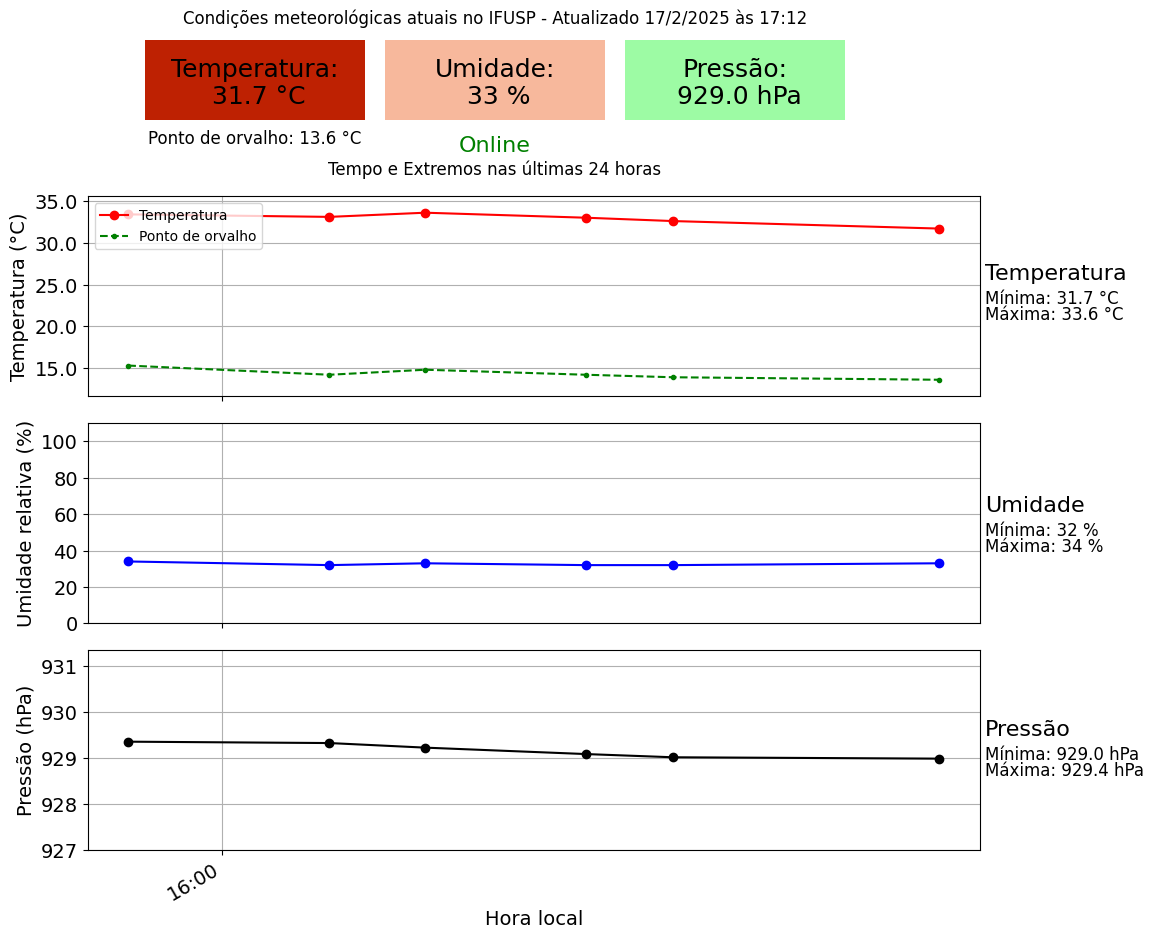 Condições meteorológicas atuais no IFUSP - Atualizado 17/2/2025 às 17:12
Temperatura:
31.7 °C
Umidade:
33 %
Pressão:
929.0 hPa
Ponto de orvalho: 13.6 °C
Online
Tempo e Extremos nas últimas 24 horas
Temperatura (°C)
35.0
30.0
25.0
20.0
15.0
Temperatura
Ponto de orvalho
Temperatura
Mínima: 31.7 °C
Máxima: 33.6 °C
Umidade relativa (%)
100
80
60
40
20
0
Umidade
Mínima: 32 %
Máxima: 34 %
Pressão (hPa)
931
930
929
928
927
Pressão
Mínima: 929.0 hPa
Máxima: 929.4 hPa
16:00
Hora local